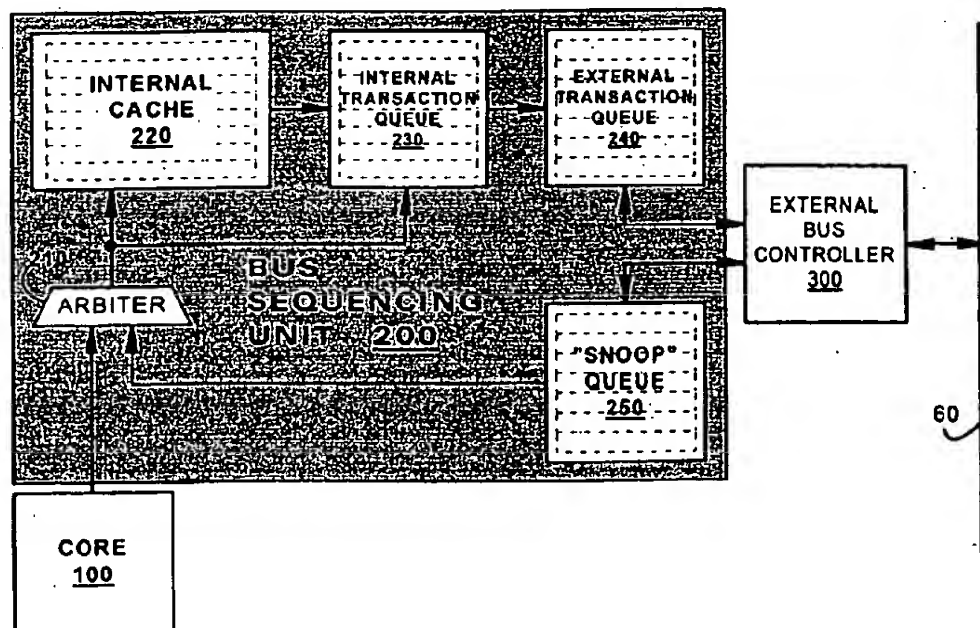 INTERNAL
CACHE
220
INTERNAL
TRANSACTION
QUEUE
230
EXTERNAL
TRANSACTION
QUEUE
240
EXTERNAL
BUS
CONTROLLER
300
210
ARBITER
BUS
SEQUENCING
UNIT 200
"SNOOP"
QUEUE
250
60
CORE
100